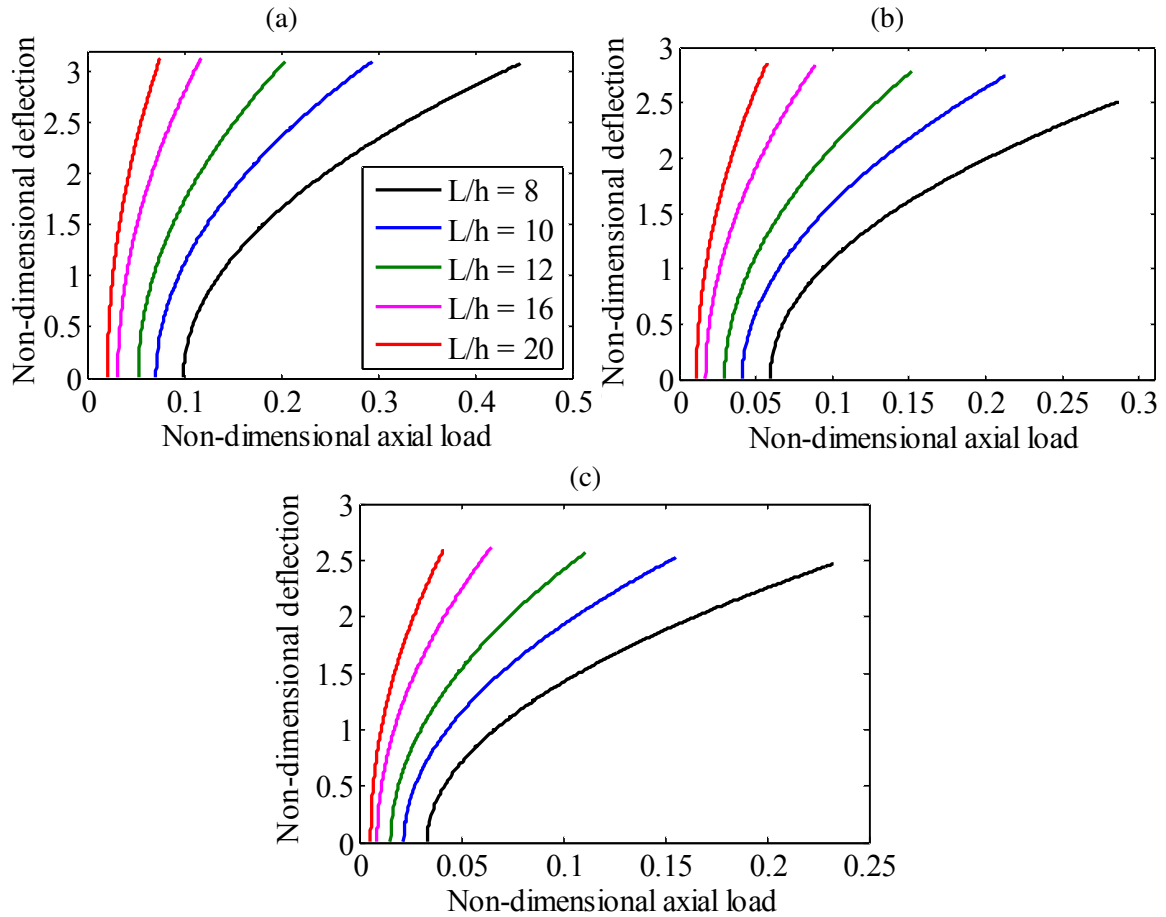 (a)
Non-dimensional deflection
3
2.5
2
1.5
1
0.5
0
L/h = 8
L/h = 10
L/h = 12
L/h = 16
L/h = 20
0 0.1 0.2 0.3 0.4 0.5
Non-dimensional axial load
(b)
Non-dimensional deflection
3
2.5
2
1.5
1
0.5
0
0 0.05 0.1 0.15 0.2 0.25 0.3
Non-dimensional axial load
(c)
Non-dimensional deflection
3
2.5
2
1.5
1
0.5
0
0 0.05 0.1 0.15 0.2 0.25
Non-dimensional axial load